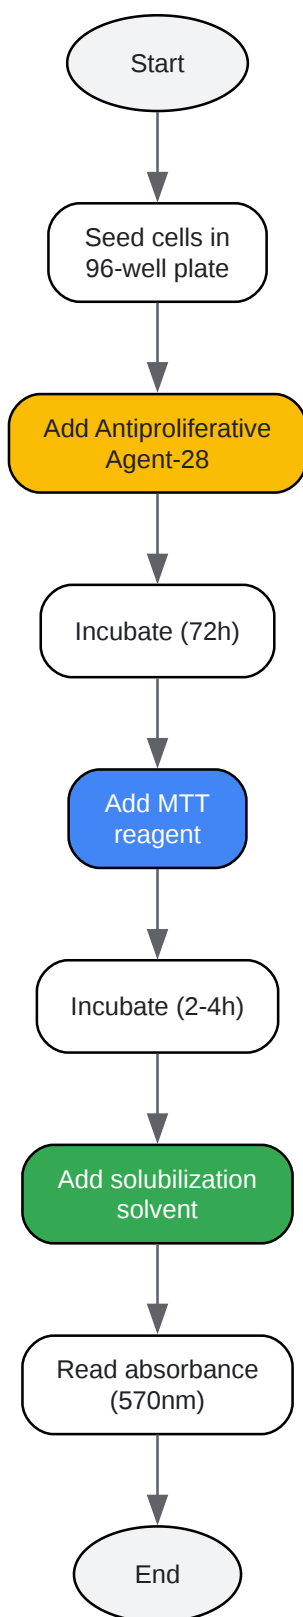 Start
Seed cells in
96-well plate
Add Antiproliferative
Agent-28
Incubate (72h)
Add MTT
reagent
Incubate (2-4h)
Add solubilization
solvent
Read absorbance
(570nm)
End